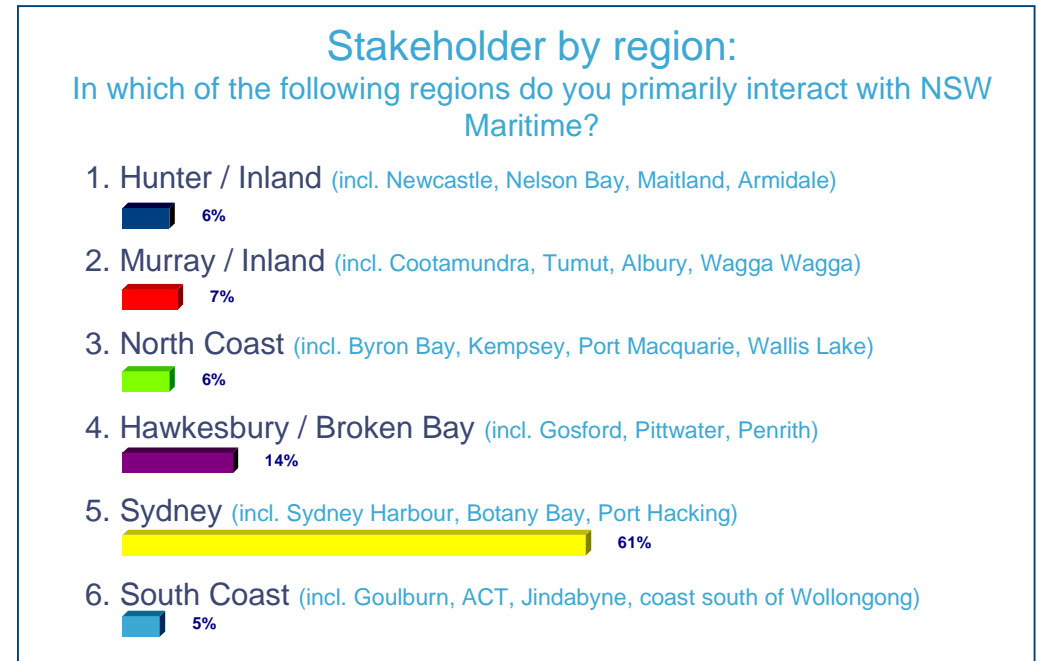 Stakeholder by region:
In which of the following regions do you primarily interact with NSW
Maritime?
1. Hunter / Inland (incl. Newcastle, Nelson Bay, Maitland, Armidale)
6%
2. Murray / Inland (incl. Cootamundra, Tumut, Albury, Wagga Wagga)
7%
3. North Coast (incl. Byron Bay, Kempsey, Port Macquarie, Wallis Lake)
6%
4. Hawkesbury / Broken Bay (incl. Gosford, Pittwater, Penrith)
14%
5. Sydney (incl. Sydney Harbour, Botany Bay, Port Hacking)
61%
6. South Coast (incl. Goulburn, ACT, Jindabyne, coast south of Wollongong)
5%